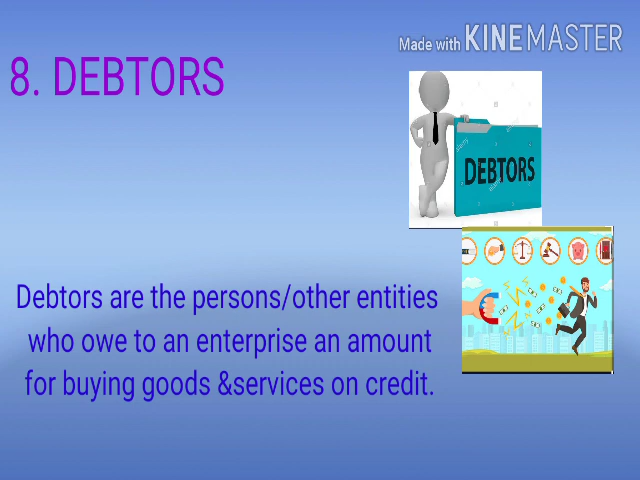 Made with KINEMASTER
8. DEBTORS
DEBTORS
Debtors are the persons/other entities
who owe to an enterprise an amount
for buying goods &services on credit.